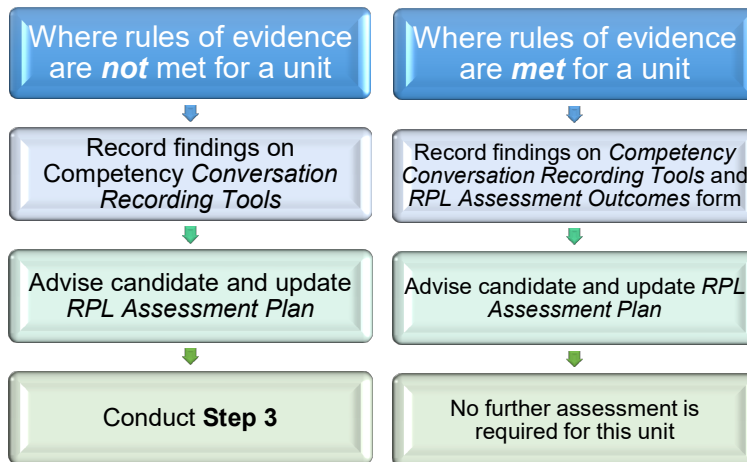 Where rules of evidence
are not met for a unit
Record findings on
Competency Conversation
Recording Tools
Advise candidate and update
RPL Assessment Plan
Conduct Step 3
Where rules of evidence
are met for a unit
Record findings on Competency
Conversation Recording Tools and
RPL Assessment Outcomes form
Advise candidate and update RPL
Assessment Plan
No further assessment is
required for this unit